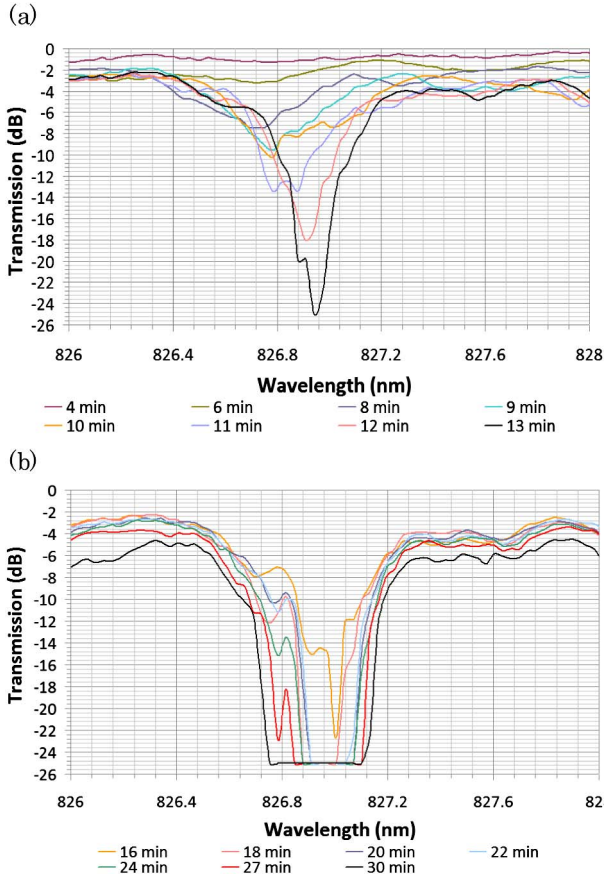 (a)
0
-2
-4
-6
-8
-10
-12
-14
-16
-18
-20
-22
-24
-26
Transmission (dB)
826 826.4 826.8 827.2 827.6 828
Wavelength (nm)
4 min 6 min 8 min 9 min
10 min 11 min 12 min 13 min
(b)
0
-2
-4
-6
-8
-10
-12
-14
-16
-18
-20
-22
-24
-26
Transmission (dB)
826 826.4 826.8 827.2 827.6 82
Wavelength (nm)
16 min 18 min 20 min 22 min
24 min 27 min 30 min